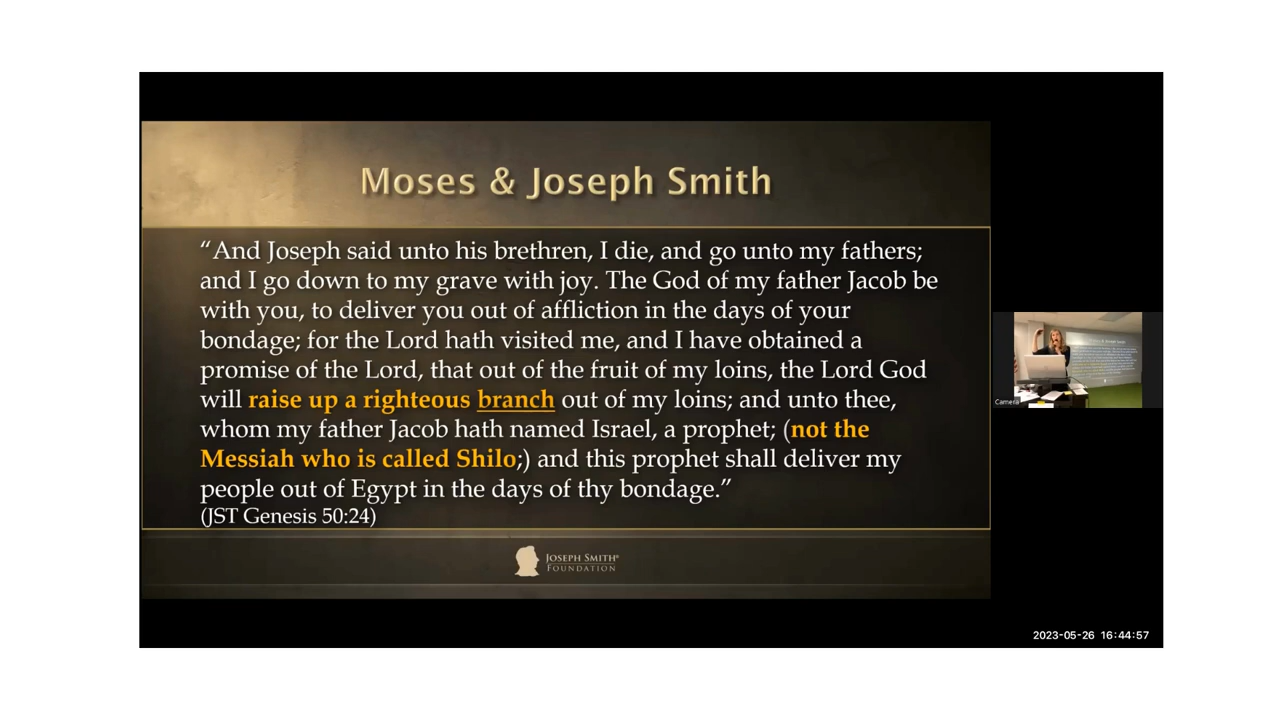 Moses & Joseph Smith
“And Joseph said unto his brethren, I die, and go unto my fathers;
and I go down to my grave with joy. The God of my father Jacob be
with you, to deliver you out of affliction in the days of your
bondage; for the Lord hath visited me, and I have obtained a
promise of the Lord, that out of the fruit of my loins, the Lord God
will raise up a righteous branch out of my loins; and unto thee,
whom my father Jacob hath named Israel, a prophet; (not the
Messiah who is called Shilo;) and this prophet shall deliver my
people out of Egypt in the days of thy bondage.”
(JST Genesis 50:24)
JOSEPH SMITH®
FOUNDATION
Camera
2023-05-26 16:44:57